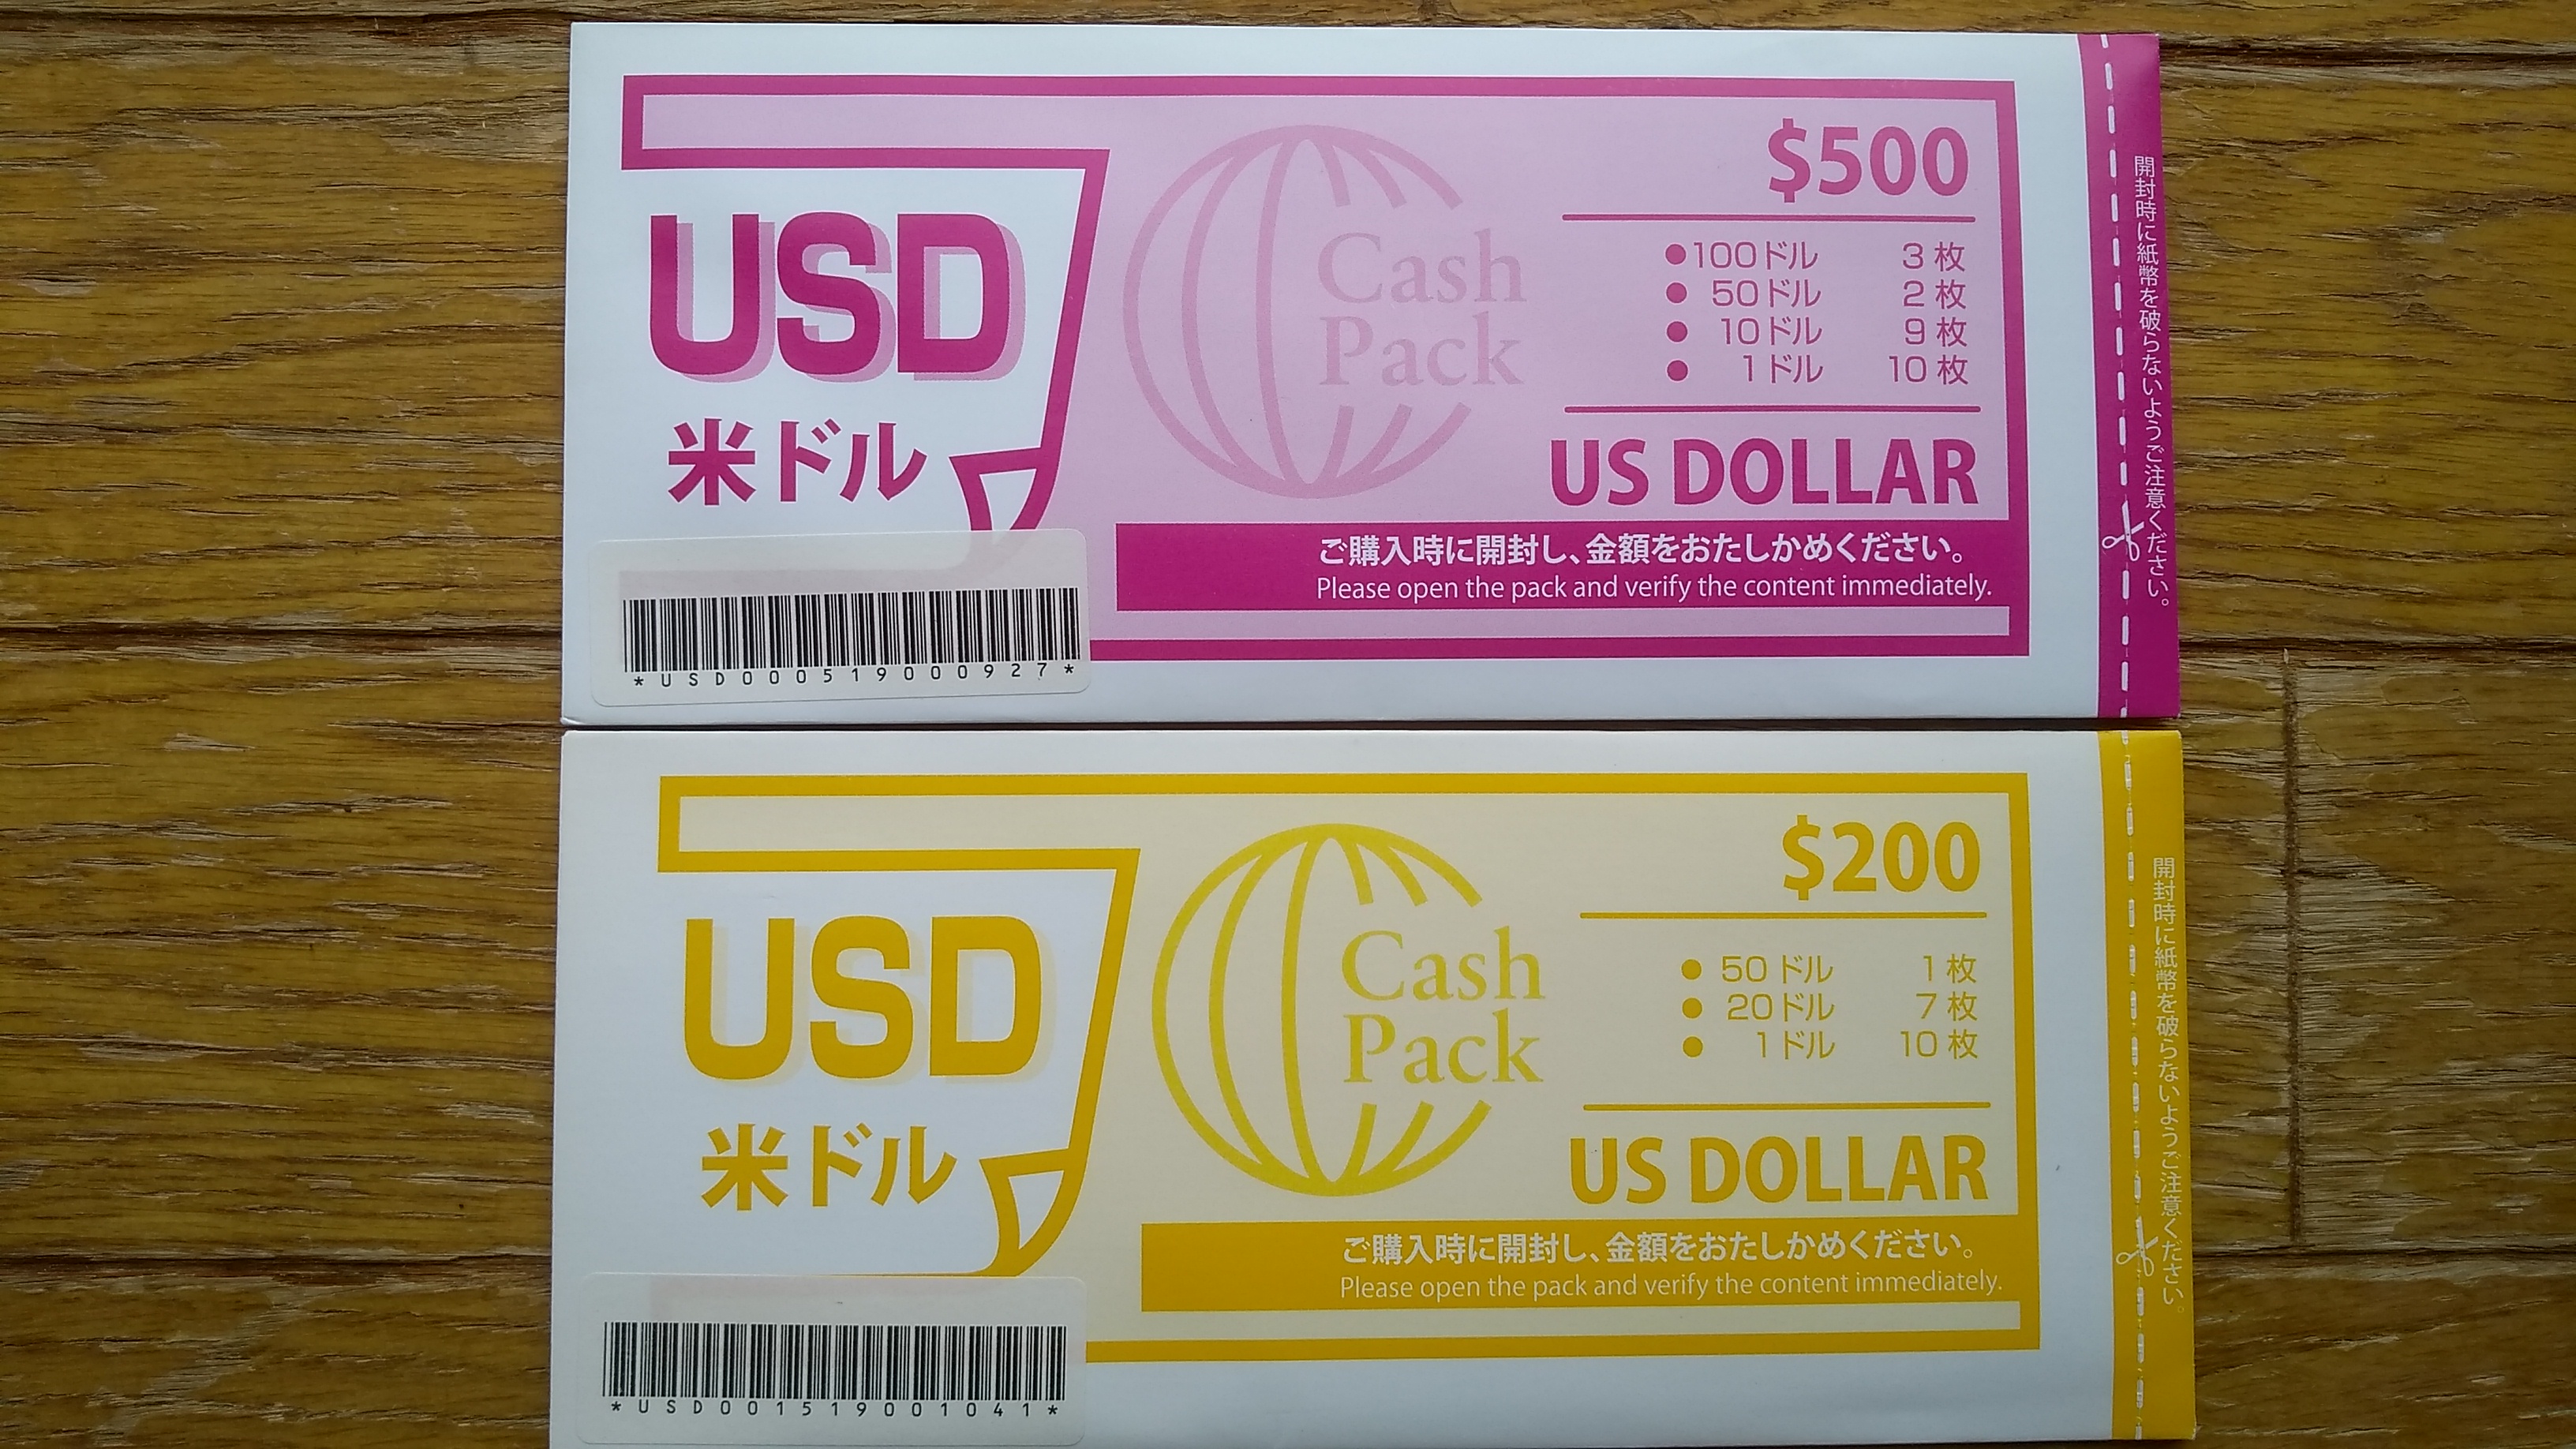 USD
米ドル
Cash
Pack
$500
●100ドル 3枚
● 50ドル 2枚
● 10ドル 9枚
● 1ドル 10枚
US DOLLAR
ご購入時に開封し、金額をおたしかめください。
Please open the pack and verify the content immediately.
*USD000519000927*
開封時に紙幣を破らないようご注意ください。
USD
米ドル
Cash
Pack
$200
● 50ドル 1枚
● 20ドル 7枚
● 1ドル 10枚
US DOLLAR
ご購入時に開封し、金額をおたしかめください。
Please open the pack and verify the content immediately.
*USD001519001041*
開封時に紙幣を破らないようご注意ください。